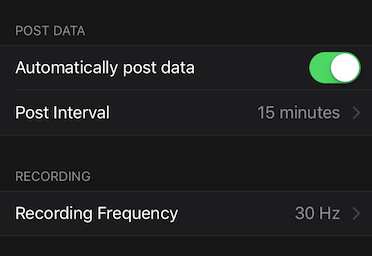 POST DATA
Automatically post data
Post Interval 15 minutes
RECORDING
Recording Frequency 30 Hz